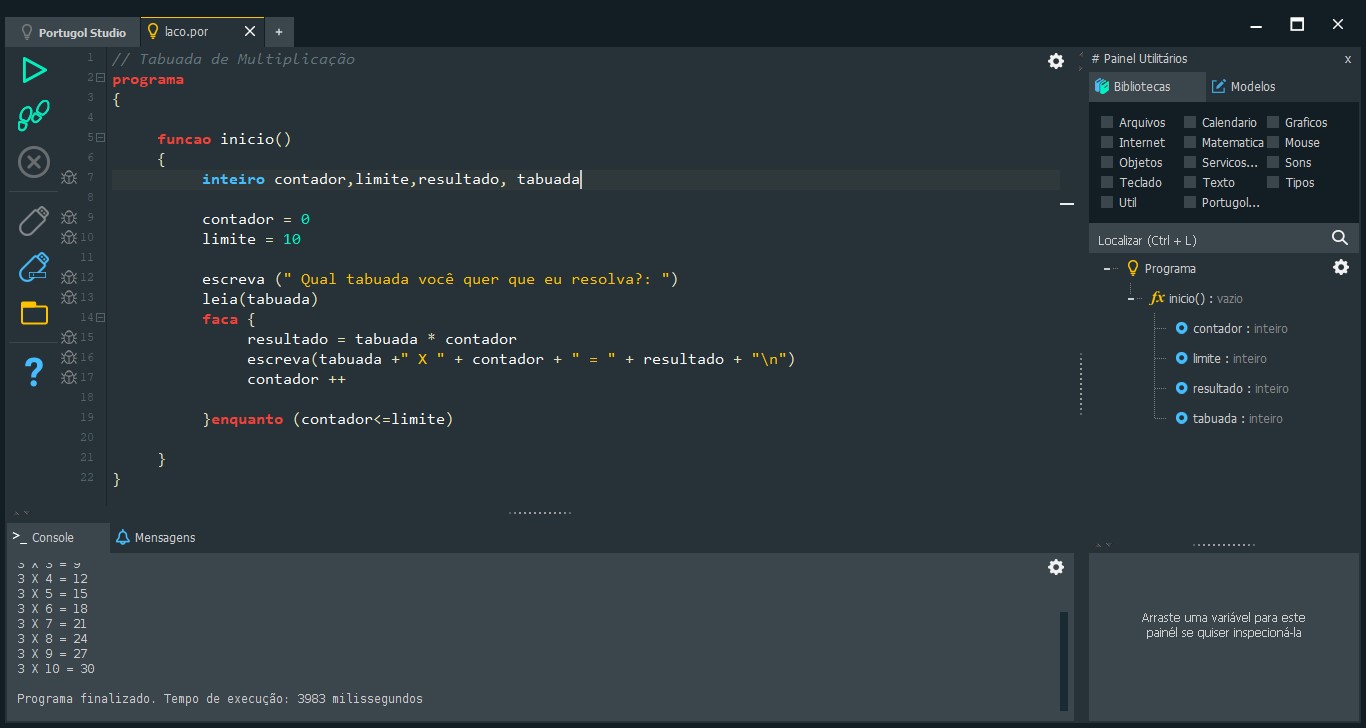 Portugol Studio
laco.por
+
1 // Tabuada de Multiplicação
2 programa
3 {
4
5 funcao inicio()
6 {
7 inteiro contador,limite,resultado, tabuada
8
9 contador = 0
10 limite = 10
11
12 escreva (" Qual tabuada você quer que eu resolva?: ")
13 leia(tabuada)
14 faca {
15 resultado = tabuada * contador
16 escreva(tabuada +" X " + contador + " = " + resultado + "\n")
17 contador ++
18
19 }enquanto (contador<=limite)
20
21 }
22 }
>_ Console
Mensagens
3 X 3 = 9
3 X 4 = 12
3 X 5 = 15
3 X 6 = 18
3 X 7 = 21
3 X 8 = 24
3 X 9 = 27
3 X 10 = 30
Programa finalizado. Tempo de execução: 3983 milissegundos
# Painel Utilitários x
Bibliotecas Modelos
Arquivos Calendario Graficos
Internet Matematica Mouse
Objetos Servicos... Sons
Teclado Texto Tipos
Util Portugol...
Localizar (Ctrl + L)
Programa
fx inicio() : vazio
contador : inteiro
limite : inteiro
resultado : inteiro
tabuada : inteiro
Arraste uma variável para este
painél se quiser inspecioná-la